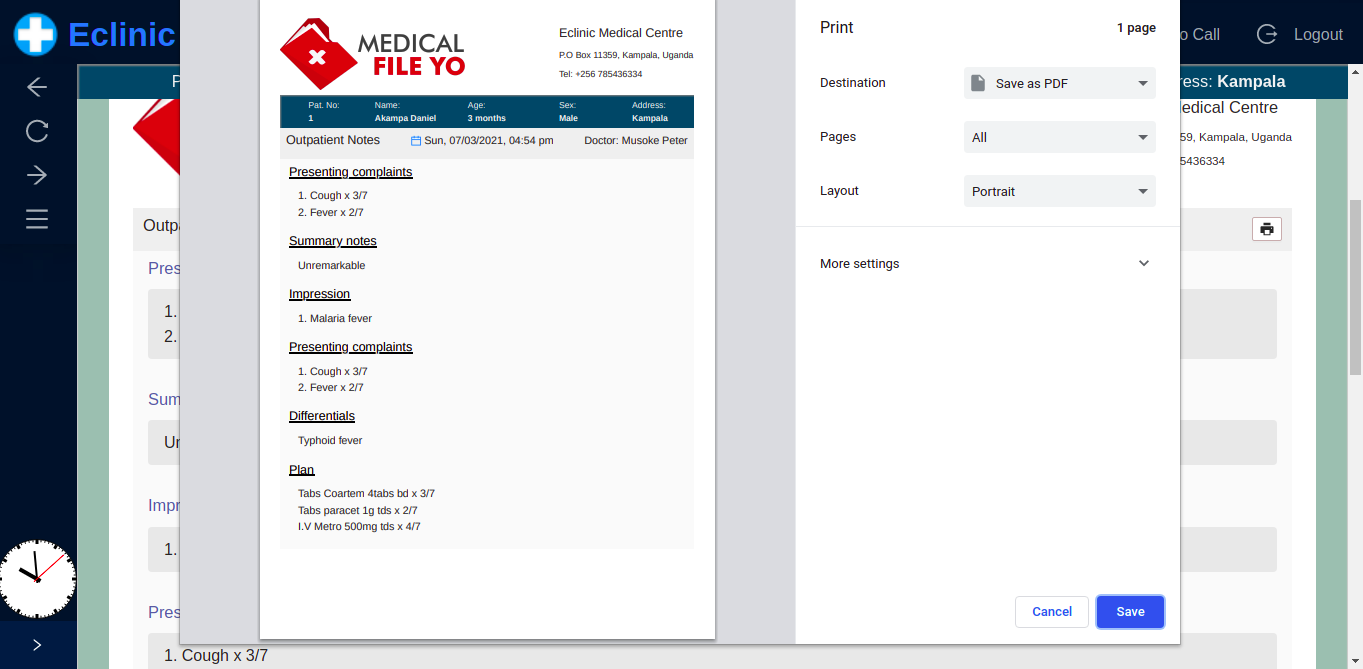 Eclinic
o Call
Logout
P
ress: Kampala
edical Centre
59, Kampala, Uganda
5436334
Outpa
Pres
1.
2.
Sum
Un
Impr
1.
Pres
1. Cough x 3/7
MEDICAL
FILE YO
Eclinic Medical Centre
P.O Box 11359, Kampala, Uganda
Tel: +256 785436334
Pat. No: Name: Age: Sex: Address:
1 Akampa Daniel 3 months Male Kampala
Outpatient Notes Sun, 07/03/2021, 04:54 pm Doctor: Musoke Peter
Presenting complaints
1. Cough x 3/7
2. Fever x 2/7
Summary notes
Unremarkable
Impression
1. Malaria fever
Presenting complaints
1. Cough x 3/7
2. Fever x 2/7
Differentials
Typhoid fever
Plan
Tabs Coartem 4tabs bd x 3/7
Tabs paracet 1g tds x 2/7
I.V Metro 500mg tds x 4/7
Print 1 page
Destination Save as PDF
Pages All
Layout Portrait
More settings
Cancel Save